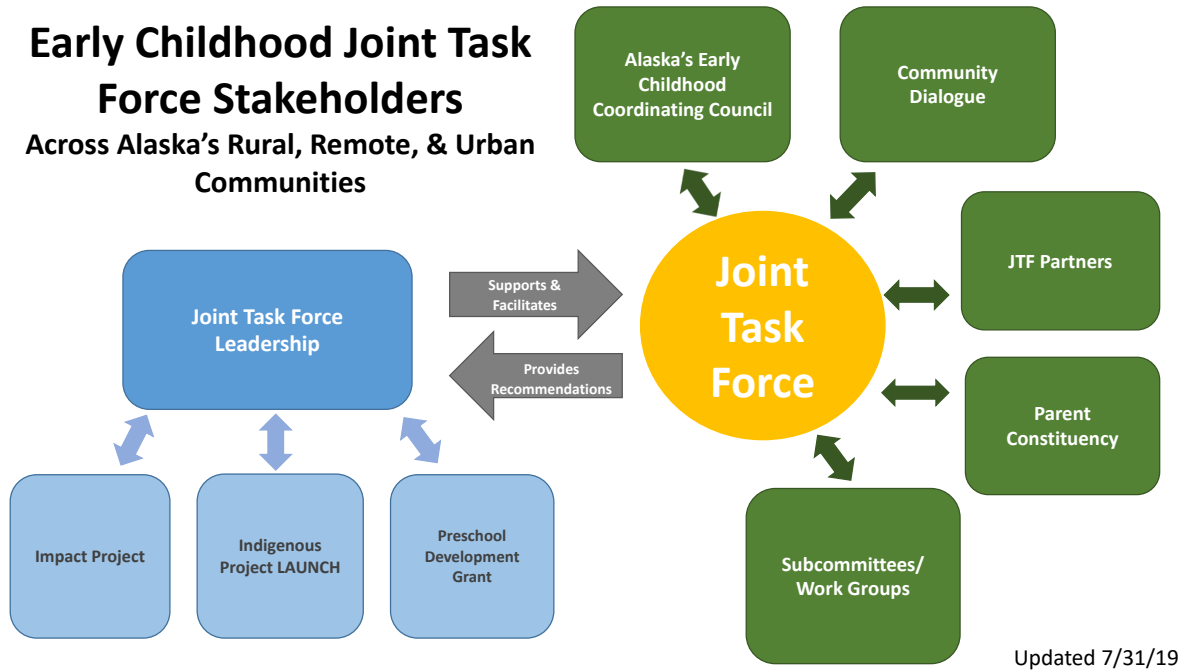 Early Childhood Joint Task
Force Stakeholders
Across Alaska's Rural, Remote, & Urban
Communities
Alaska's Early
Childhood
Coordinating Council
Community
Dialogue
JTF Partners
Parent
Constituency
Subcommittees/
Work Groups
Joint
Task
Force
Supports &
Facilitates
Provides
Recommendations
Joint Task Force
Leadership
Impact Project
Indigenous
Project LAUNCH
Preschool
Development
Grant
Updated 7/31/19